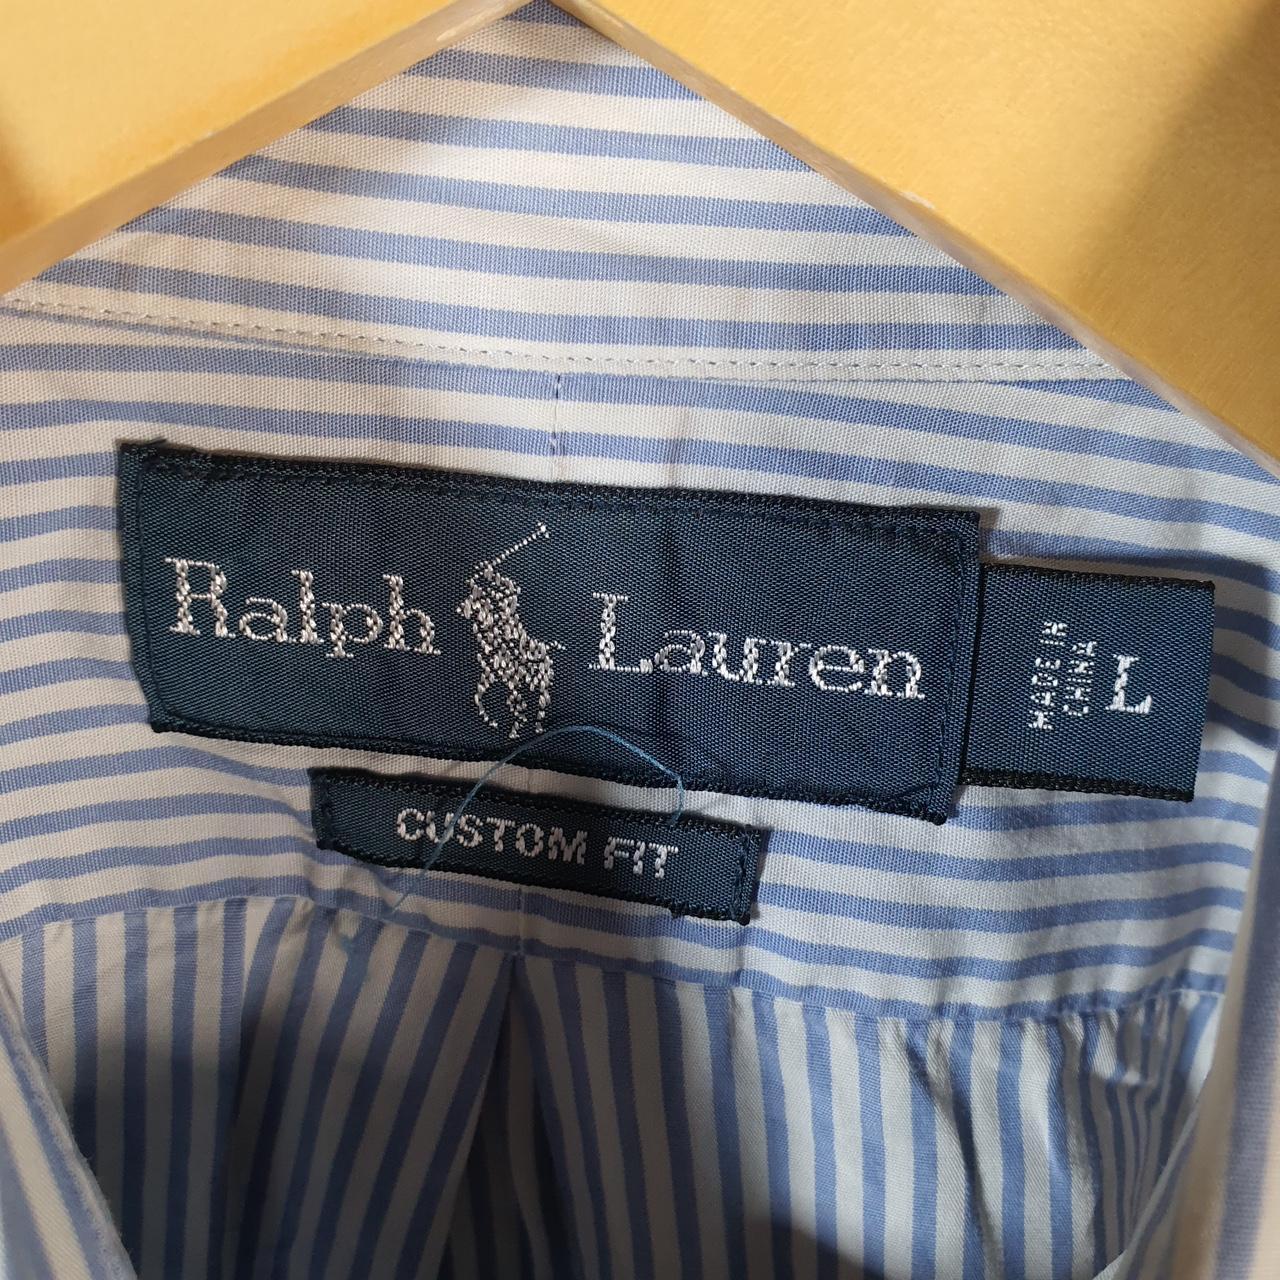 Ralph Lauren
MADE IN
CHINA
L
CUSTOM FIT